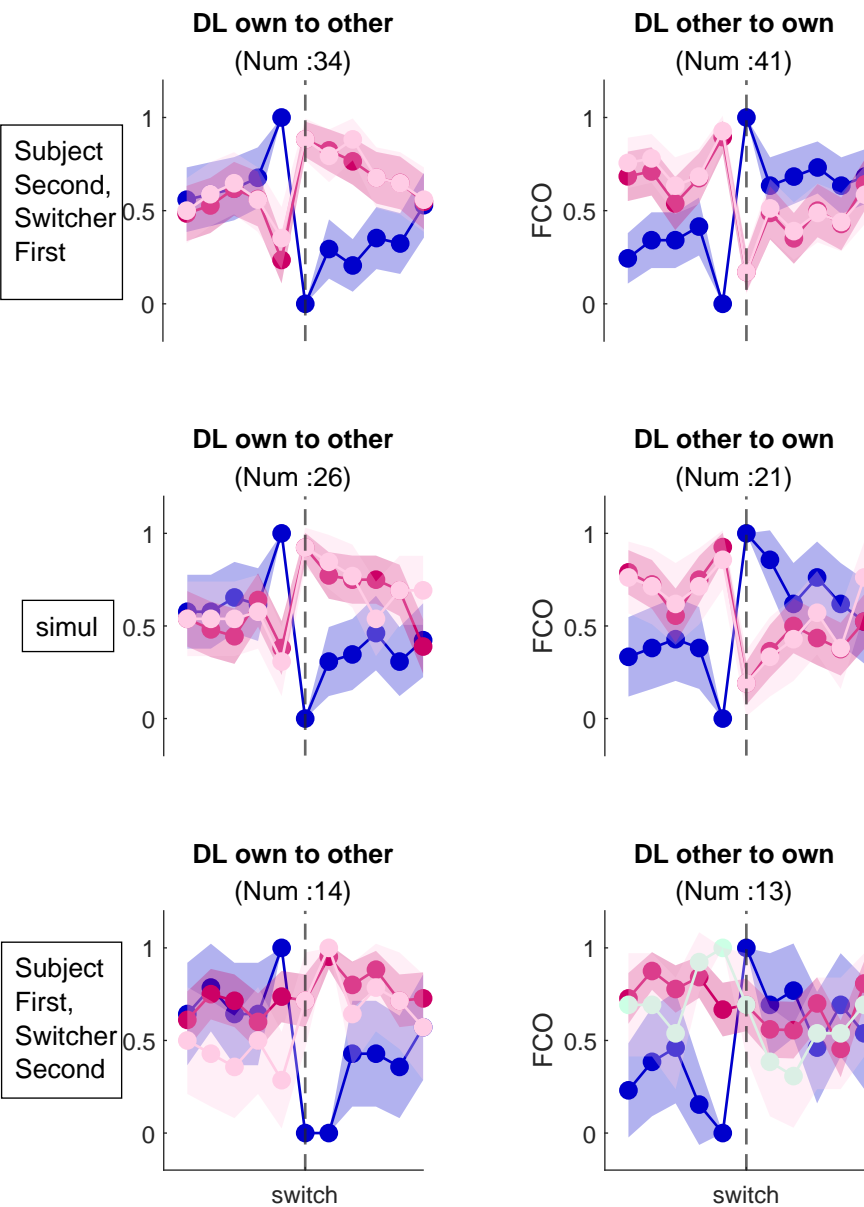 DL own to other
(Num :34)
DL other to own
(Num :41)
Subject
Second,
Switcher
First
1
0.5
0
FCO
1
0.5
0
DL own to other
(Num :26)
DL other to own
(Num :21)
simul
1
0.5
0
FCO
1
0.5
0
DL own to other
(Num :14)
DL other to own
(Num :13)
Subject
First,
Switcher
Second
1
0.5
0
switch
FCO
1
0.5
0
switch